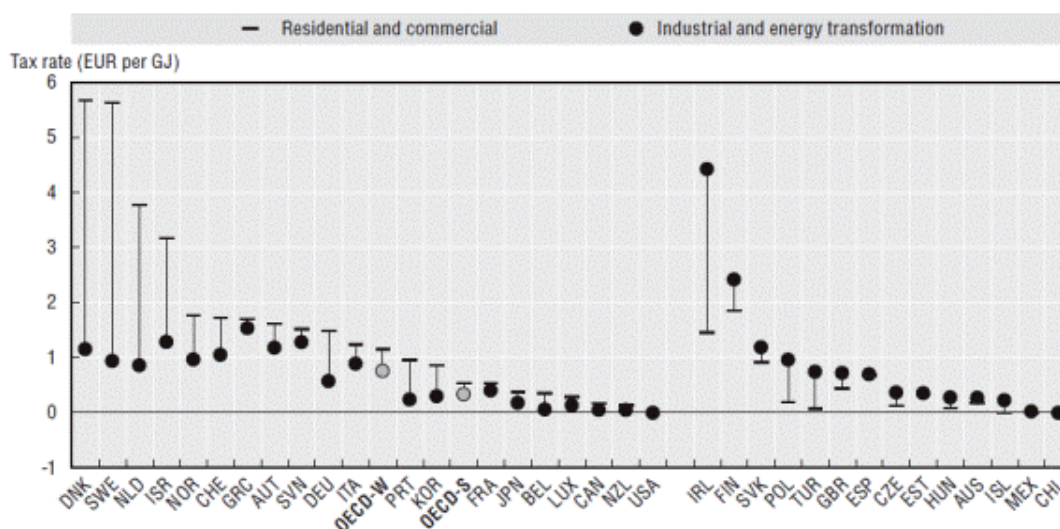 Residential and commercial Industrial and energy transformation
Tax rate (EUR per GJ)
6
5
4
3
2
1
0
-1
DNK SWE NLD ISR NOR CHE GRC AUT SVN DEU ITA OECD-W PRT KOR OECD-S FRA JPN BEL LUX CAN NZL USA IRL FIN SVK POL TUR GBR ESP CZE EST HUN AUS ISL MEX CHL